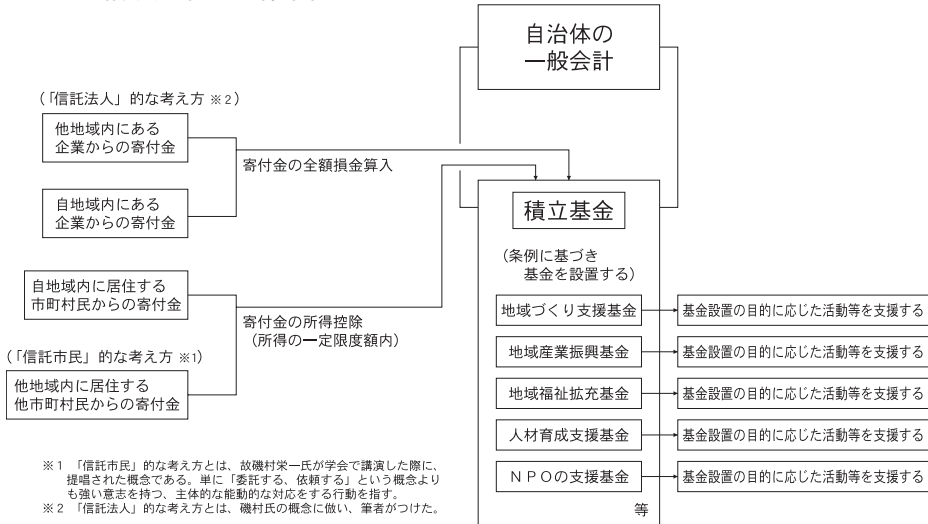 自治体の
一般会計
（「信託法人」的な考え方 ※２）
他地域内にある
企業からの寄付金
寄付金の全額損金算入
自地域内にある
企業からの寄付金
積立基金
（条例に基づき
基金を設置する）
自地域内に居住する
市町村民からの寄付金
寄付金の所得控除
（所得の一定限度額内）
（「信託市民」的な考え方 ※1）
他地域内に居住する
他市町村民からの寄付金
地域づくり支援基金
基金設置の目的に応じた活動等を支援する
地域産業振興基金
基金設置の目的に応じた活動等を支援する
地域福祉拡充基金
基金設置の目的に応じた活動等を支援する
人材育成支援基金
基金設置の目的に応じた活動等を支援する
ＮＰＯの支援基金
基金設置の目的に応じた活動等を支援する
等
※１ 「信託市民」的な考え方とは、故磯村栄一氏が学会で講演した際に、
提唱された概念である。単に「委託する、依頼する」という概念より
も強い意志を持つ、主体的な能動的な対応をする行動を指す。
※２ 「信託法人」的な考え方とは、磯村氏の概念に倣い、筆者がつけた。